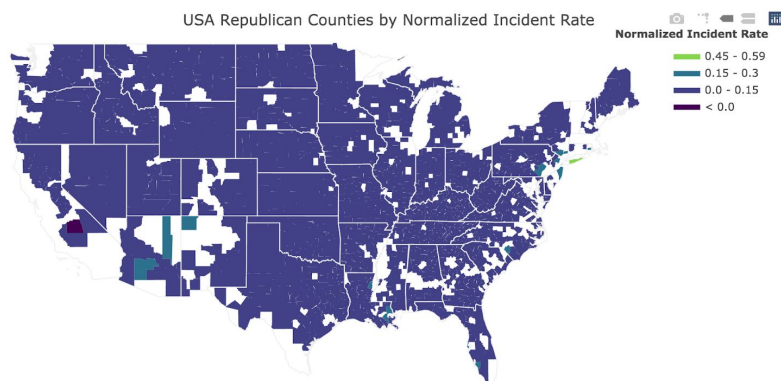 USA Republican Counties by Normalized Incident Rate
Normalized Incident Rate
0.45 - 0.59
0.15 - 0.3
0.0 - 0.15
< 0.0